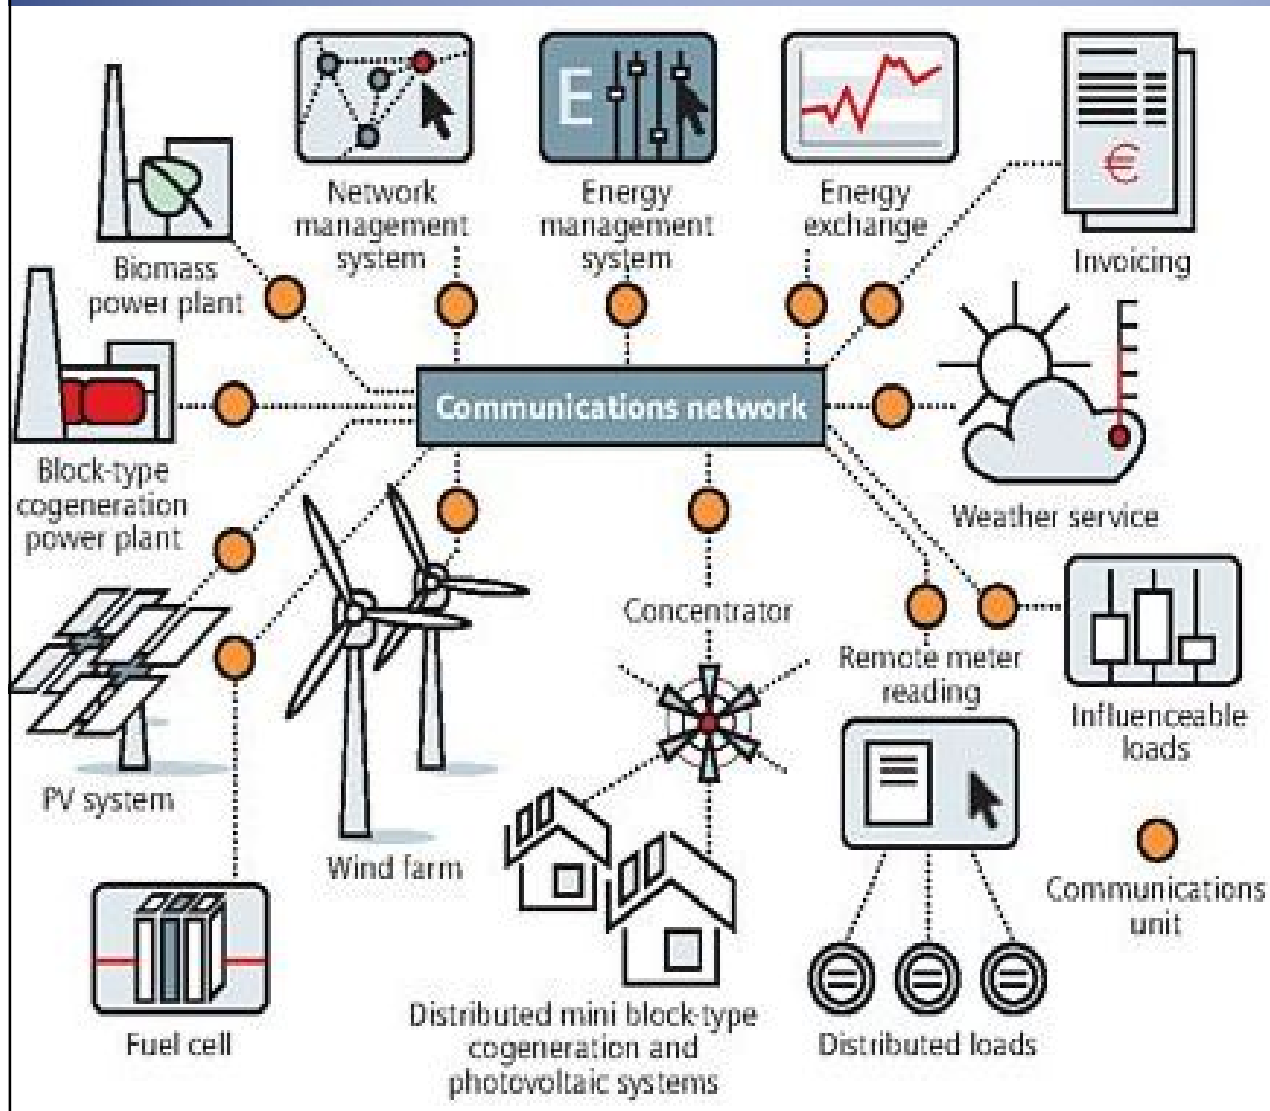 Network
management
system
E
Energy
management
system
Energy
exchange
€
Invoicing
Biomass
power plant
Communications network
Block-type
cogeneration
power plant
Weather service
Concentrator
Remote meter
reading
Influenceable
loads
PV system
Wind farm
Communications
unit
Fuel cell
Distributed mini block-type
cogeneration and
photovoltaic systems
Distributed loads